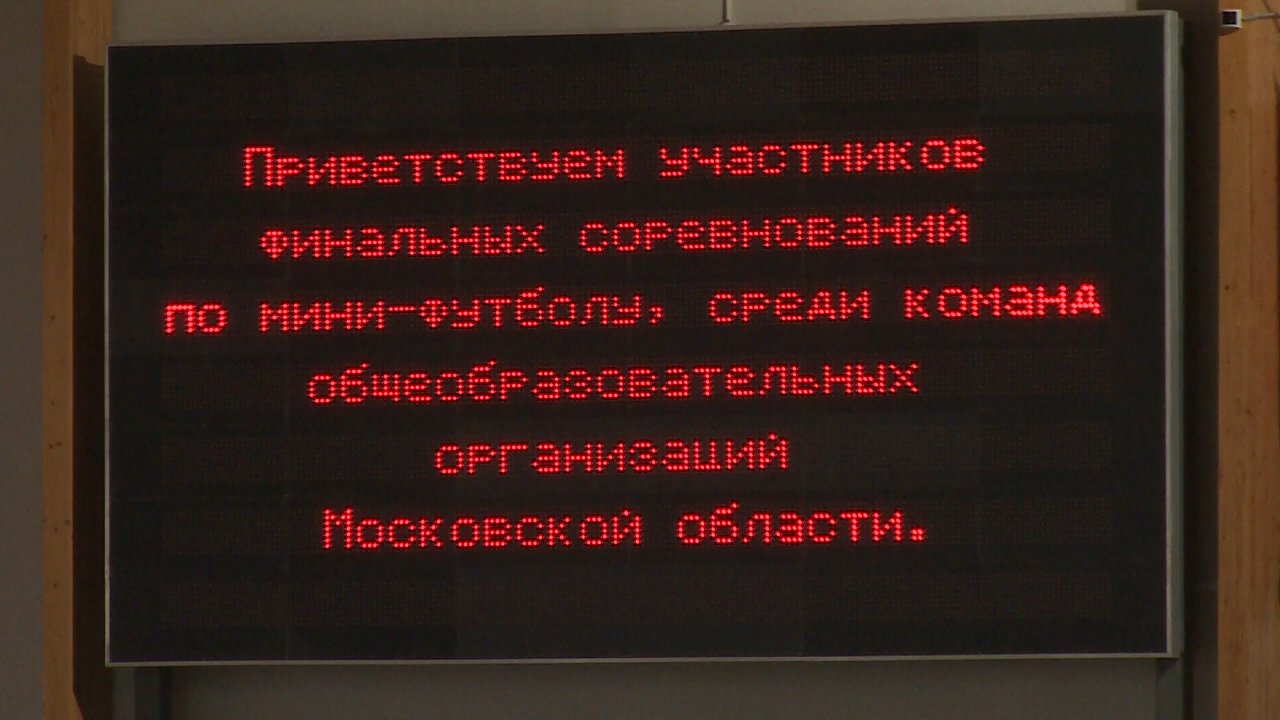 Приветствуем участников
финальных соревнований
по мини-футболу, среди команд
общеобразовательных
организаций
Московской области.